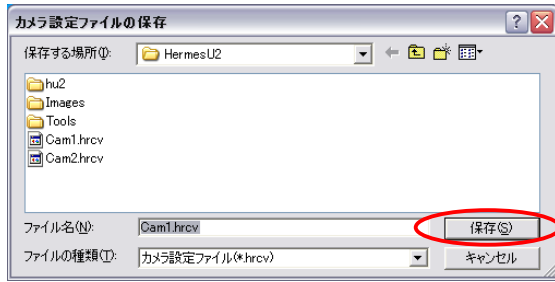 カメラ設定ファイルの保存
保存する場所(I):
HermesU2
hu2
Images
Tools
Cam1.hrcv
Cam2.hrcv
ファイル名(N):
Cam1.hrcv
保存(S)
ファイルの種類(T):
カメラ設定ファイル(*.hrcv)
キャンセル